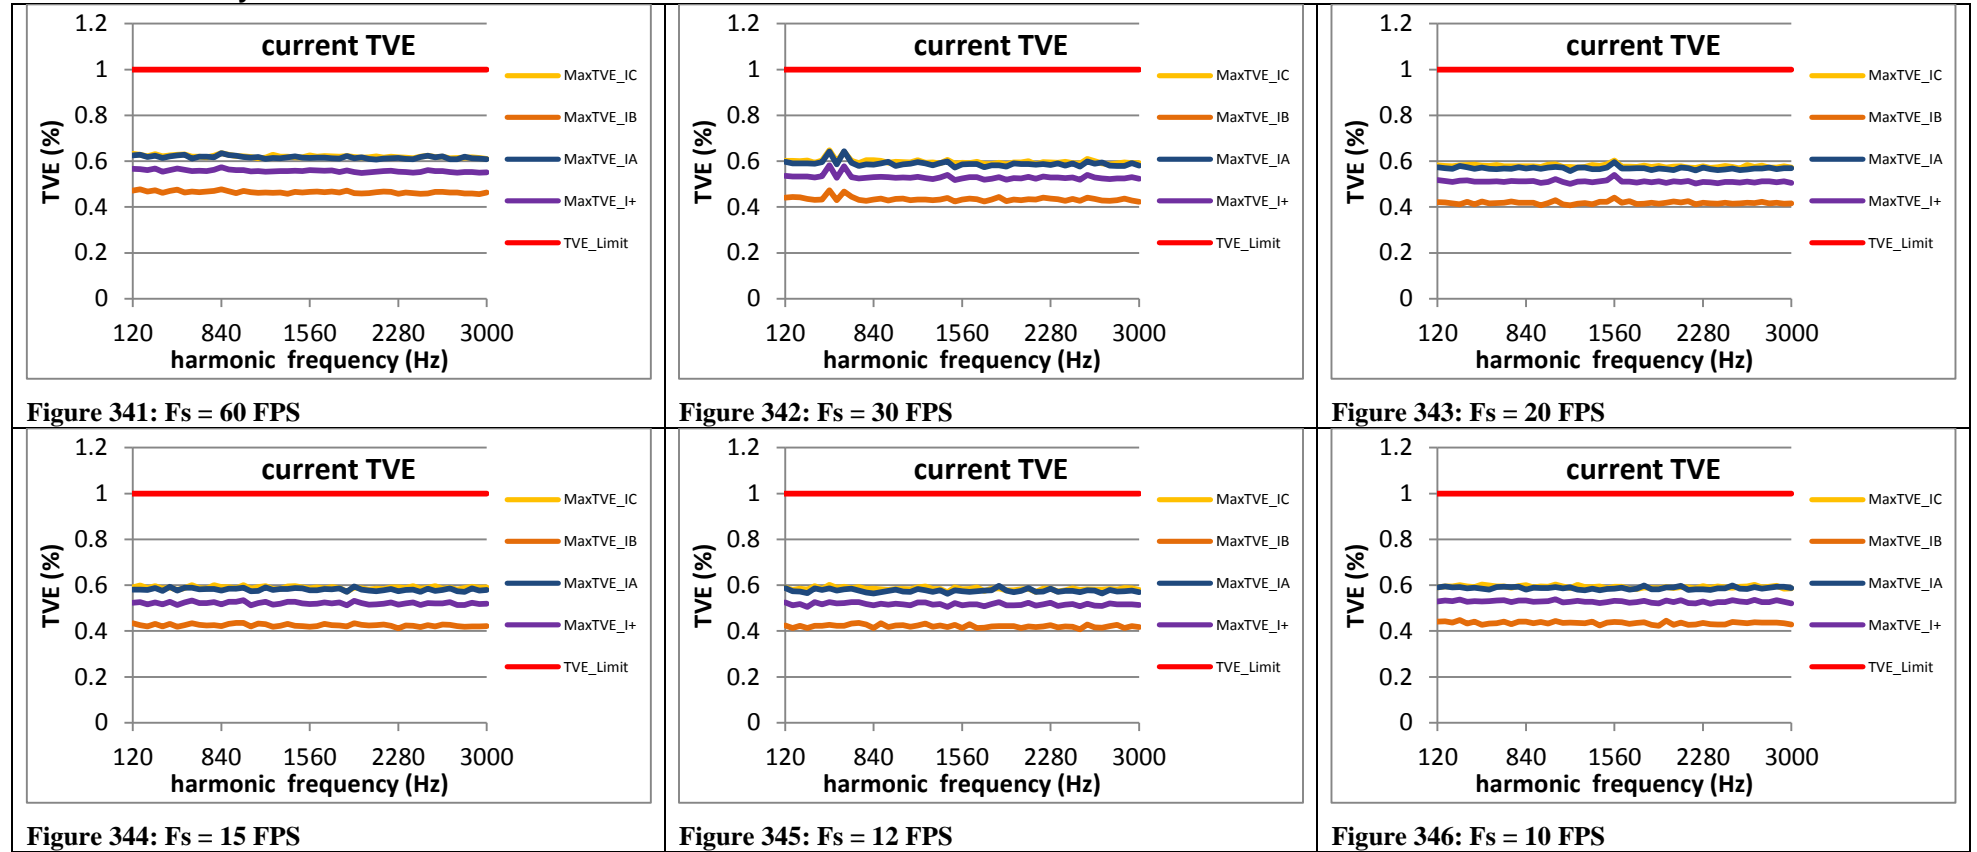 current TVE
1.2
1
0.8
0.6
0.4
0.2
0
TVE (%)
120 840 1560 2280 3000
harmonic frequency (Hz)
MaxTVE_IC
MaxTVE_IB
MaxTVE_IA
MaxTVE_I+
TVE_Limit
Figure 341: Fs = 60 FPS
current TVE
1.2
1
0.8
0.6
0.4
0.2
0
TVE (%)
120 840 1560 2280 3000
harmonic frequency (Hz)
MaxTVE_IC
MaxTVE_IB
MaxTVE_IA
MaxTVE_I+
TVE_Limit
Figure 342: Fs = 30 FPS
current TVE
1.2
1
0.8
0.6
0.4
0.2
0
TVE (%)
120 840 1560 2280 3000
harmonic frequency (Hz)
MaxTVE_IC
MaxTVE_IB
MaxTVE_IA
MaxTVE_I+
TVE_Limit
Figure 343: Fs = 20 FPS
current TVE
1.2
1
0.8
0.6
0.4
0.2
0
TVE (%)
120 840 1560 2280 3000
harmonic frequency (Hz)
MaxTVE_IC
MaxTVE_IB
MaxTVE_IA
MaxTVE_I+
TVE_Limit
Figure 344: Fs = 15 FPS
current TVE
1.2
1
0.8
0.6
0.4
0.2
0
TVE (%)
120 840 1560 2280 3000
harmonic frequency (Hz)
MaxTVE_IC
MaxTVE_IB
MaxTVE_IA
MaxTVE_I+
TVE_Limit
Figure 345: Fs = 12 FPS
current TVE
1.2
1
0.8
0.6
0.4
0.2
0
TVE (%)
120 840 1560 2280 3000
harmonic frequency (Hz)
MaxTVE_IC
MaxTVE_IB
MaxTVE_IA
MaxTVE_I+
TVE_Limit
Figure 346: Fs = 10 FPS